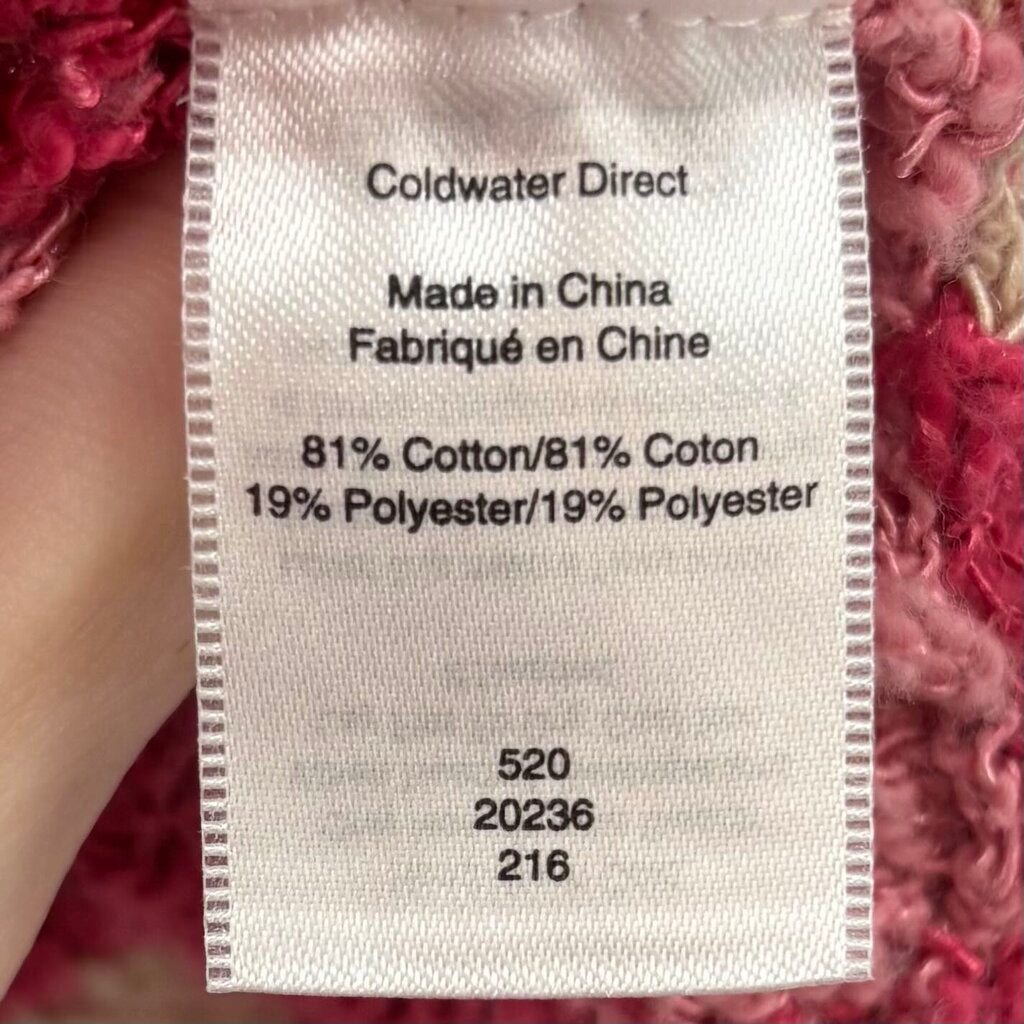 Coldwater Direct
Made in China
Fabriqué en Chine
81% Cotton/81% Coton
19% Polyester/19% Polyester
520
20236
216